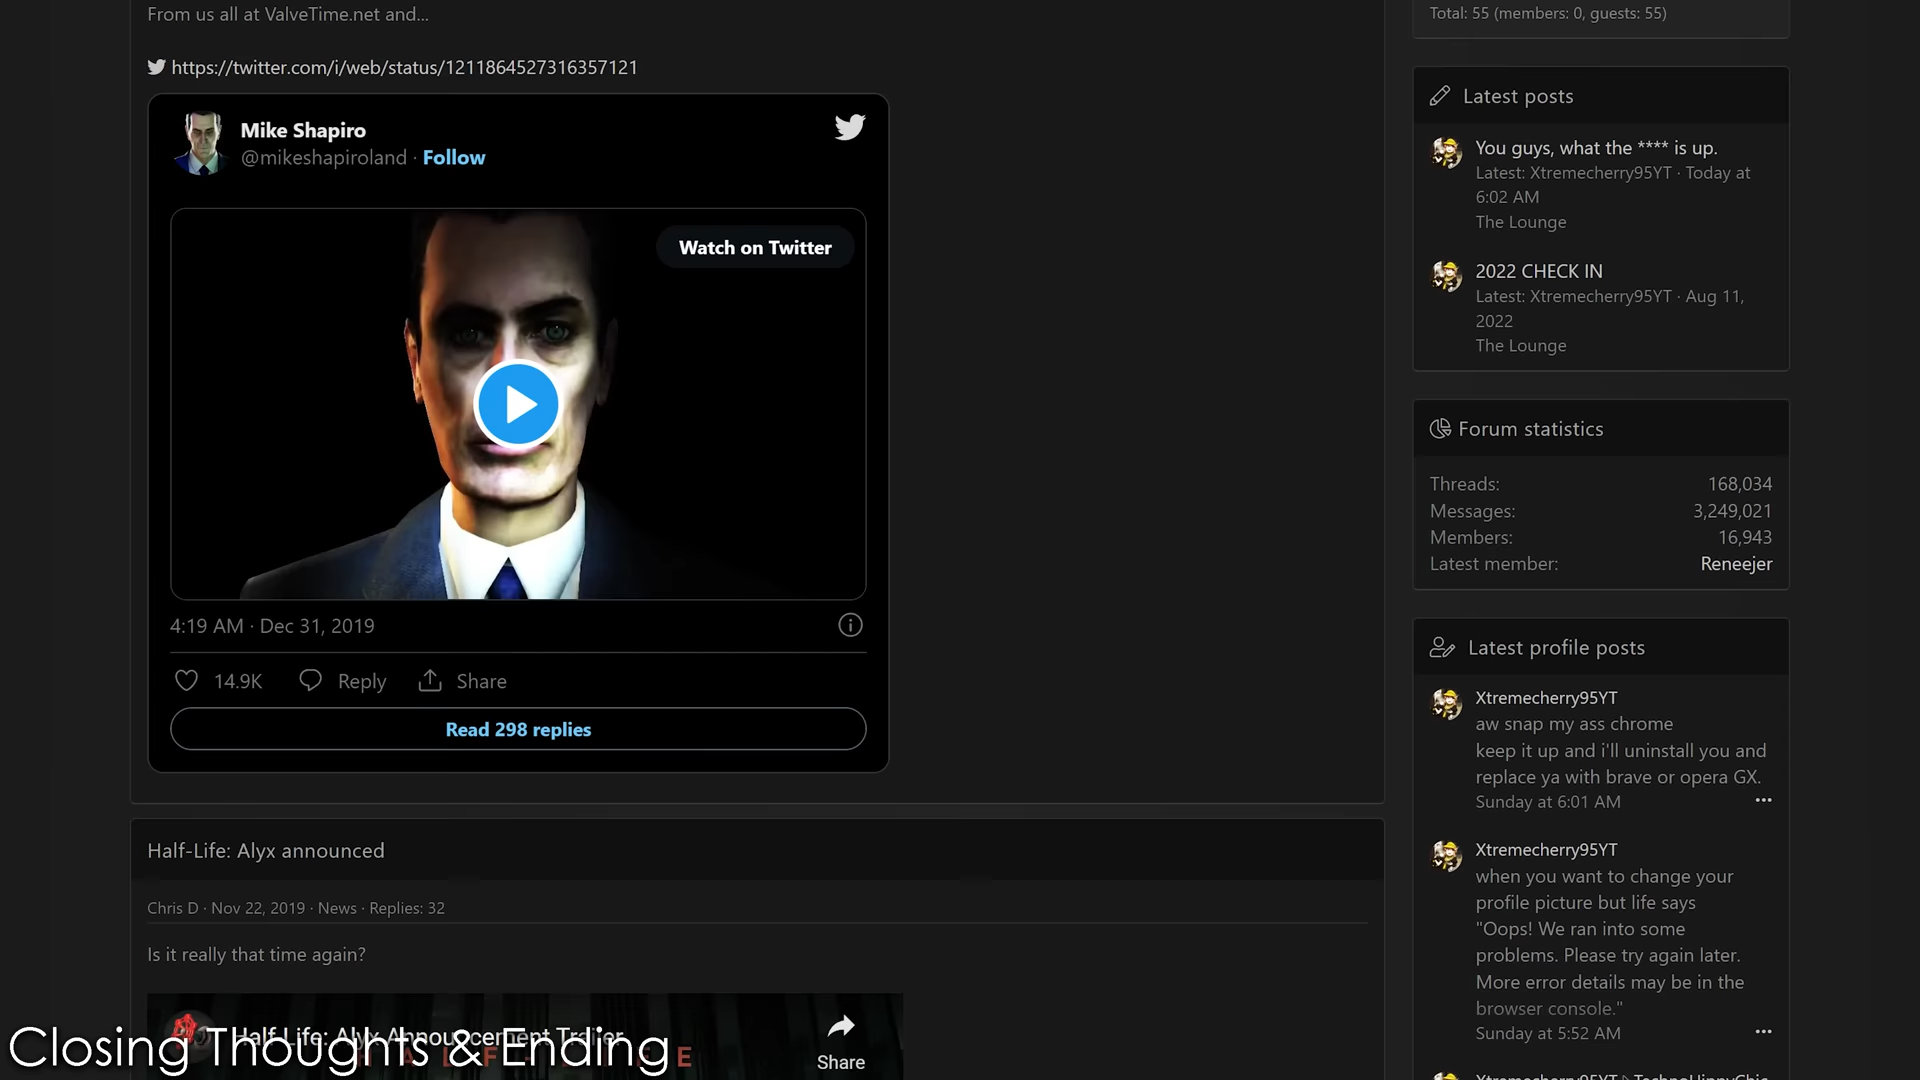 From us all at ValveTime.net and...
https://twitter.com/i/web/status/1211864527316357121
Mike Shapiro
@mikeshapiroland · Follow
Watch on Twitter
4:19 AM · Dec 31, 2019
14.9K
Reply
Share
Read 298 replies
Half-Life: Alyx announced
Chris D · Nov 22, 2019 · News · Replies: 32
Is it really that time again?
Half-Life: Alyx Announcement Trailer
Share
Closing Thoughts & Ending
Total: 55 (members: 0, guests: 55)
Latest posts
You guys, what the **** is up.
Latest: Xtremecherry95YT · Today at
6:02 AM
The Lounge
2022 CHECK IN
Latest: Xtremecherry95YT · Aug 11,
2022
The Lounge
Forum statistics
Threads: 168,034
Messages: 3,249,021
Members: 16,943
Latest member: Reneejer
Latest profile posts
Xtremecherry95YT
aw snap my ass chrome
keep it up and i'll uninstall you and
replace ya with brave or opera GX.
Sunday at 6:01 AM
Xtremecherry95YT
when you want to change your
profile picture but life says
"Oops! We ran into some
problems. Please try again later.
More error details may be in the
browser console."
Sunday at 5:52 AM